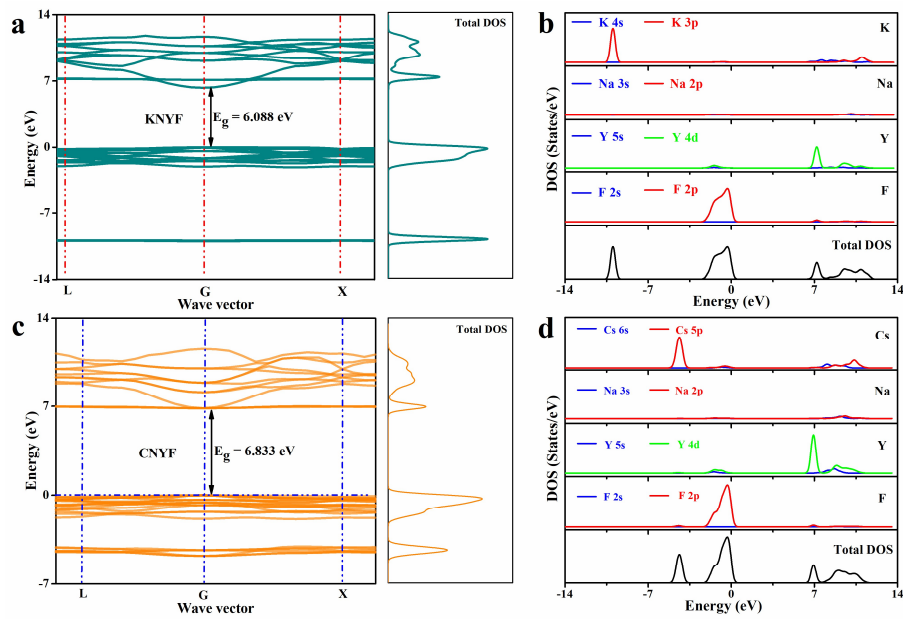 a
14
7
0
-7
-14
Energy (eV)
KNYF
Eg = 6.088 eV
L
G
X
Wave vector
Total DOS
b
K 4s
K 3p
K
Na 3s
Na 2p
Na
Y 5s
Y 4d
Y
F 2s
F 2p
F
Total DOS
DOS (States/eV)
-14
-7
0
7
14
Energy (eV)
c
14
7
0
-7
Energy (eV)
CNYF
Eg = 6.833 eV
L
G
X
Wave vector
Total DOS
d
Cs 6s
Cs 5p
Cs
Na 3s
Na 2p
Na
Y 5s
Y 4d
Y
F 2s
F 2p
F
Total DOS
DOS (States/eV)
-14
-7
0
7
14
Energy (eV)